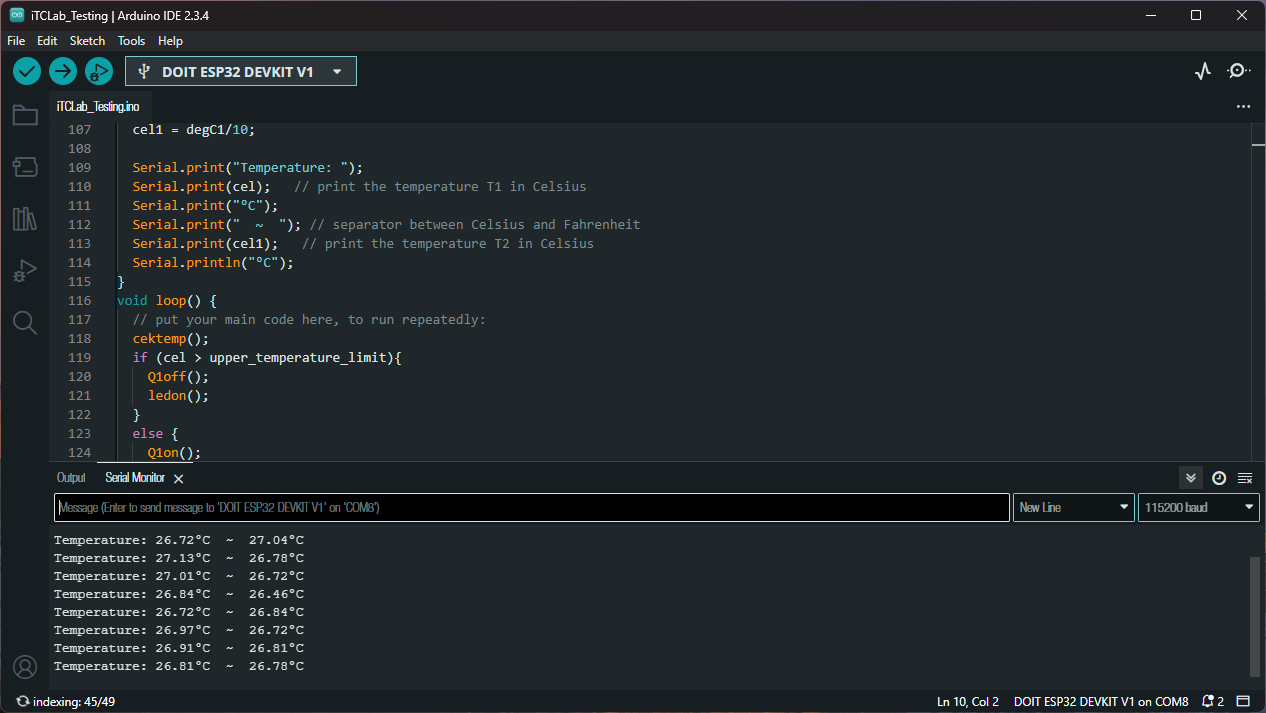 iTCLab_Testing | Arduino IDE 2.3.4
File Edit Sketch Tools Help
DOIT ESP32 DEVKIT V1
iTCLab_Testing.ino
107 cel1 = degC1/10;
108
109 Serial.print("Temperature: ");
110 Serial.print(cel);   // print the temperature T1 in Celsius
111 Serial.print("°C");
112 Serial.print("  ~  "); // separator between Celsius and Fahrenheit
113 Serial.print(cel1);   // print the temperature T2 in Celsius
114 Serial.println("°C");
115 }
116 void loop() {
117 // put your main code here, to run repeatedly:
118 cektemp();
119 if (cel > upper_temperature_limit){
120 Q1off();
121 ledon();
122 }
123 else {
124 Q1on();
Output Serial Monitor
Message (Enter to send message to 'DOIT ESP32 DEVKIT V1' on 'COM8') New Line 115200 baud
Temperature: 26.72°C  ~  27.04°C
Temperature: 27.13°C  ~  26.78°C
Temperature: 27.01°C  ~  26.72°C
Temperature: 26.84°C  ~  26.46°C
Temperature: 26.72°C  ~  26.84°C
Temperature: 26.97°C  ~  26.72°C
Temperature: 26.91°C  ~  26.81°C
Temperature: 26.81°C  ~  26.78°C
indexing: 45/49 Ln 10, Col 2 DOIT ESP32 DEVKIT V1 on COM8 2